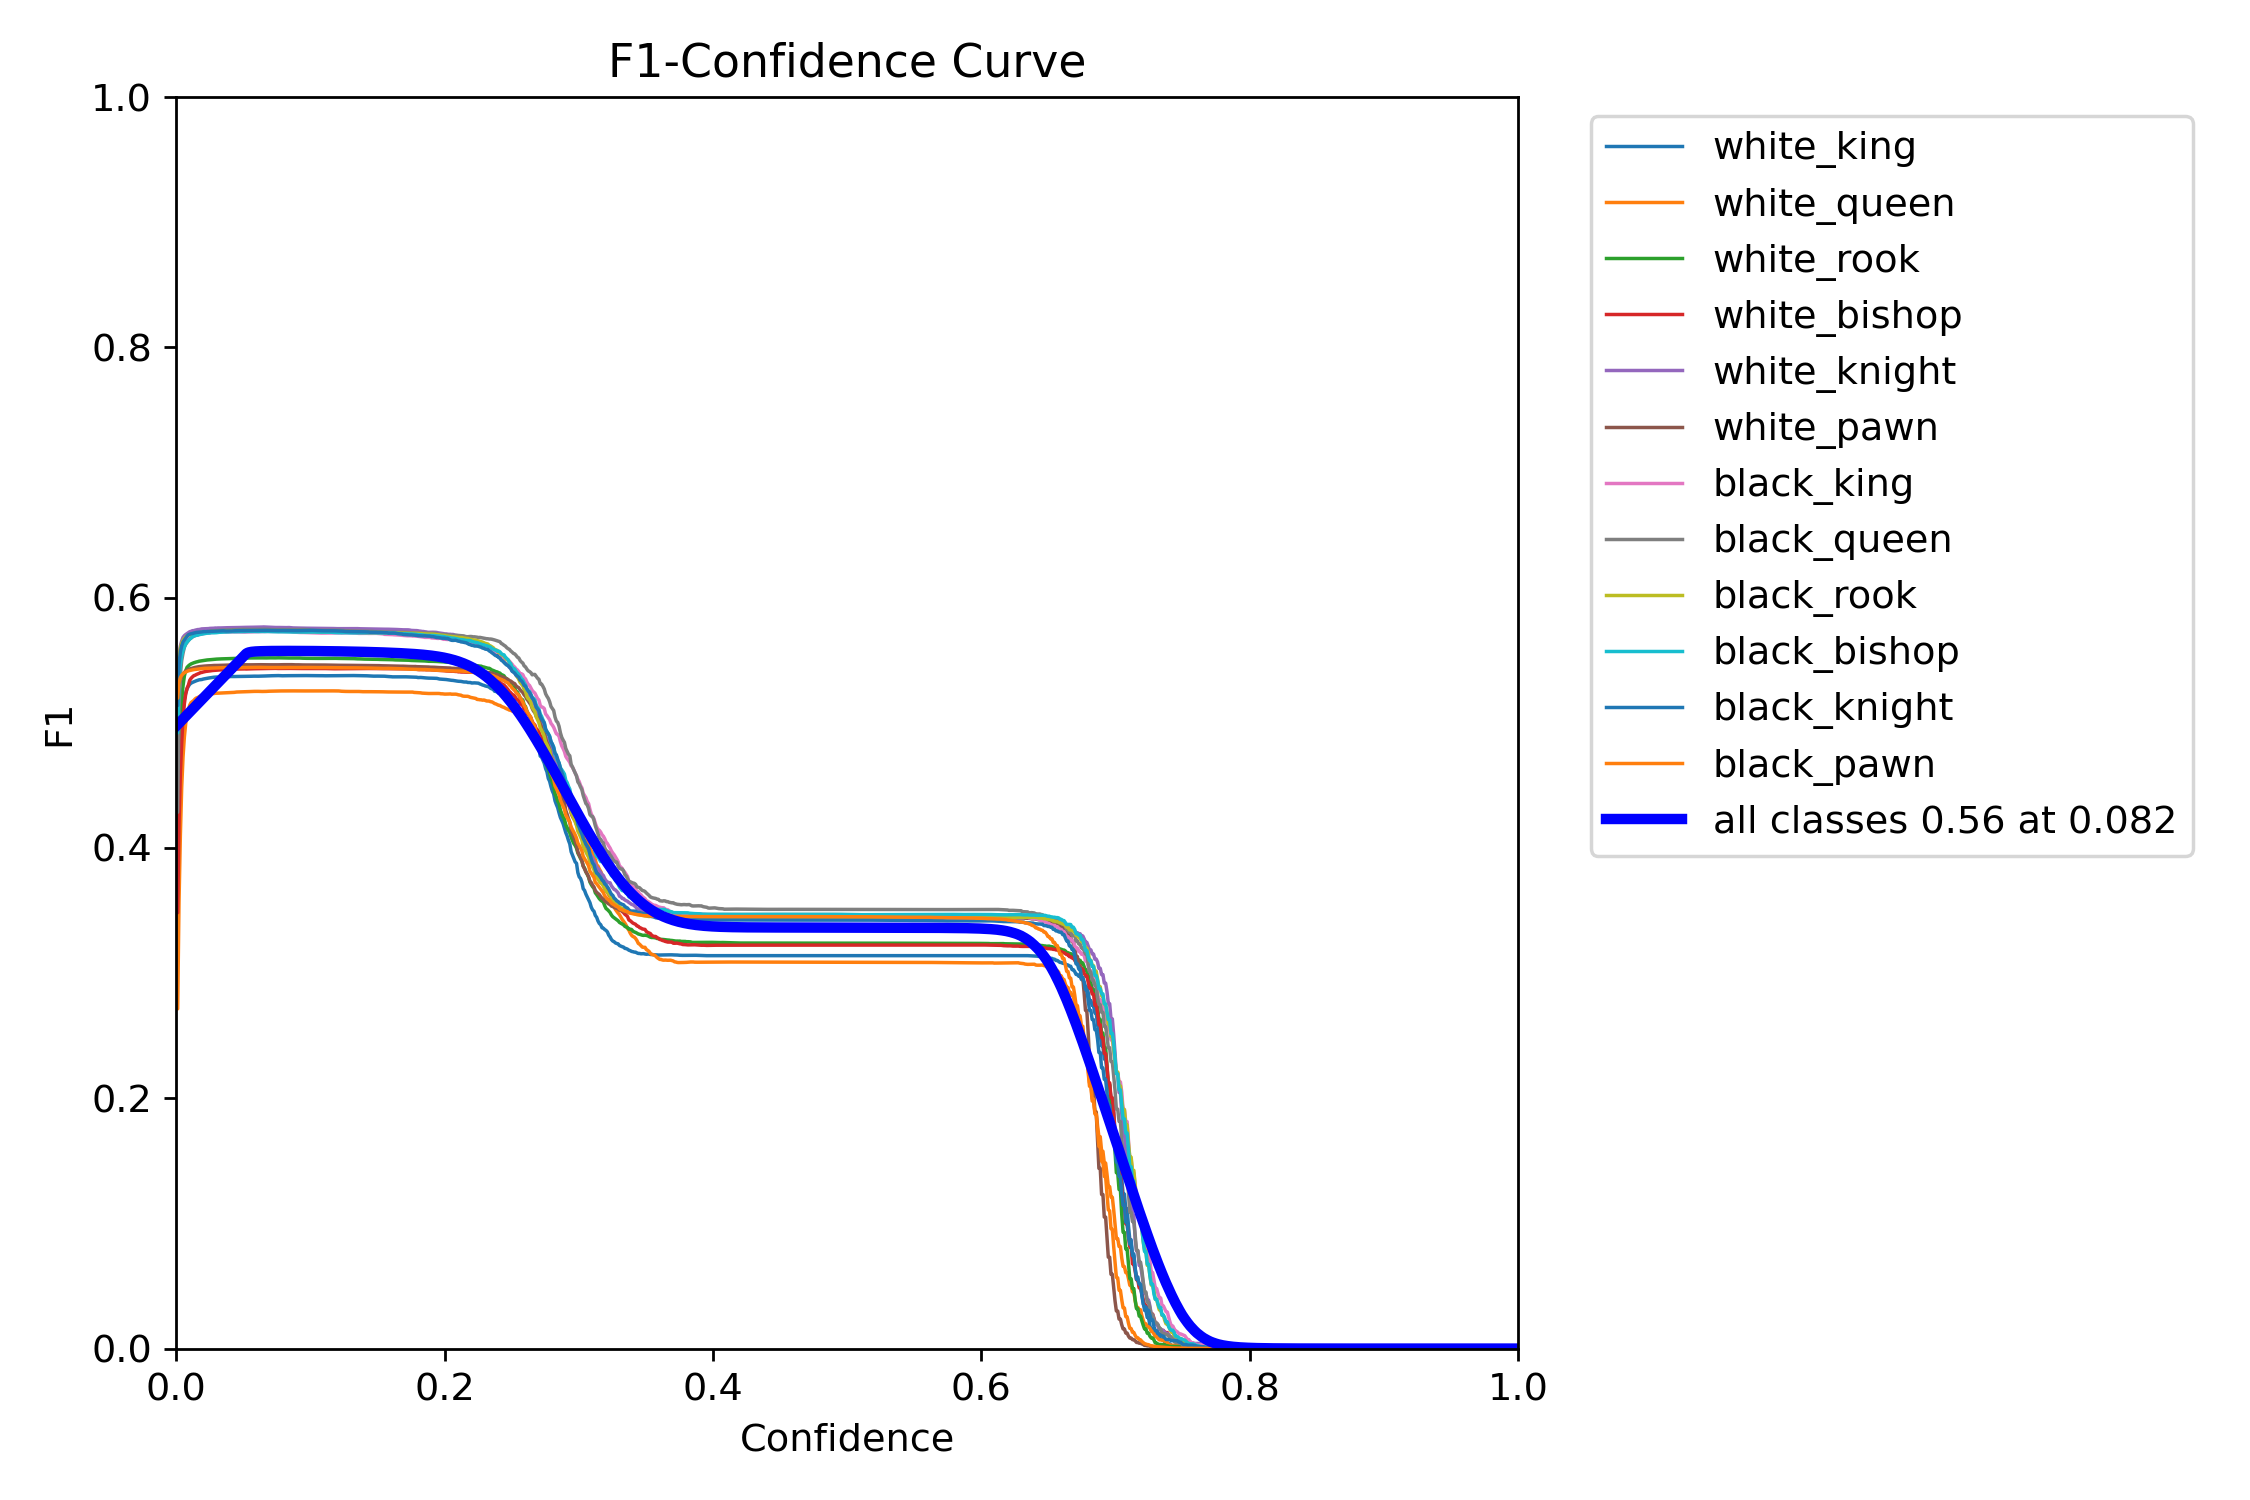 F1-Confidence Curve
1.0
0.8
0.6
0.4
0.2
0.0
F1
0.0 0.2 0.4 0.6 0.8 1.0
Confidence
white_king
white_queen
white_rook
white_bishop
white_knight
white_pawn
black_king
black_queen
black_rook
black_bishop
black_knight
black_pawn
all classes 0.56 at 0.082